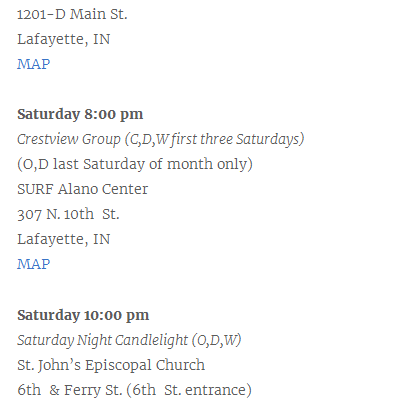 1201-D Main St.
Lafayette, IN
MAP
Saturday 8:00 pm
Crestview Group (C,D,W first three Saturdays)
(O,D last Saturday of month only)
SURF Alano Center
307 N. 10th  St.
Lafayette, IN
MAP
Saturday 10:00 pm
Saturday Night Candlelight (O,D,W)
St. John’s Episcopal Church
6th  & Ferry St. (6th  St. entrance)